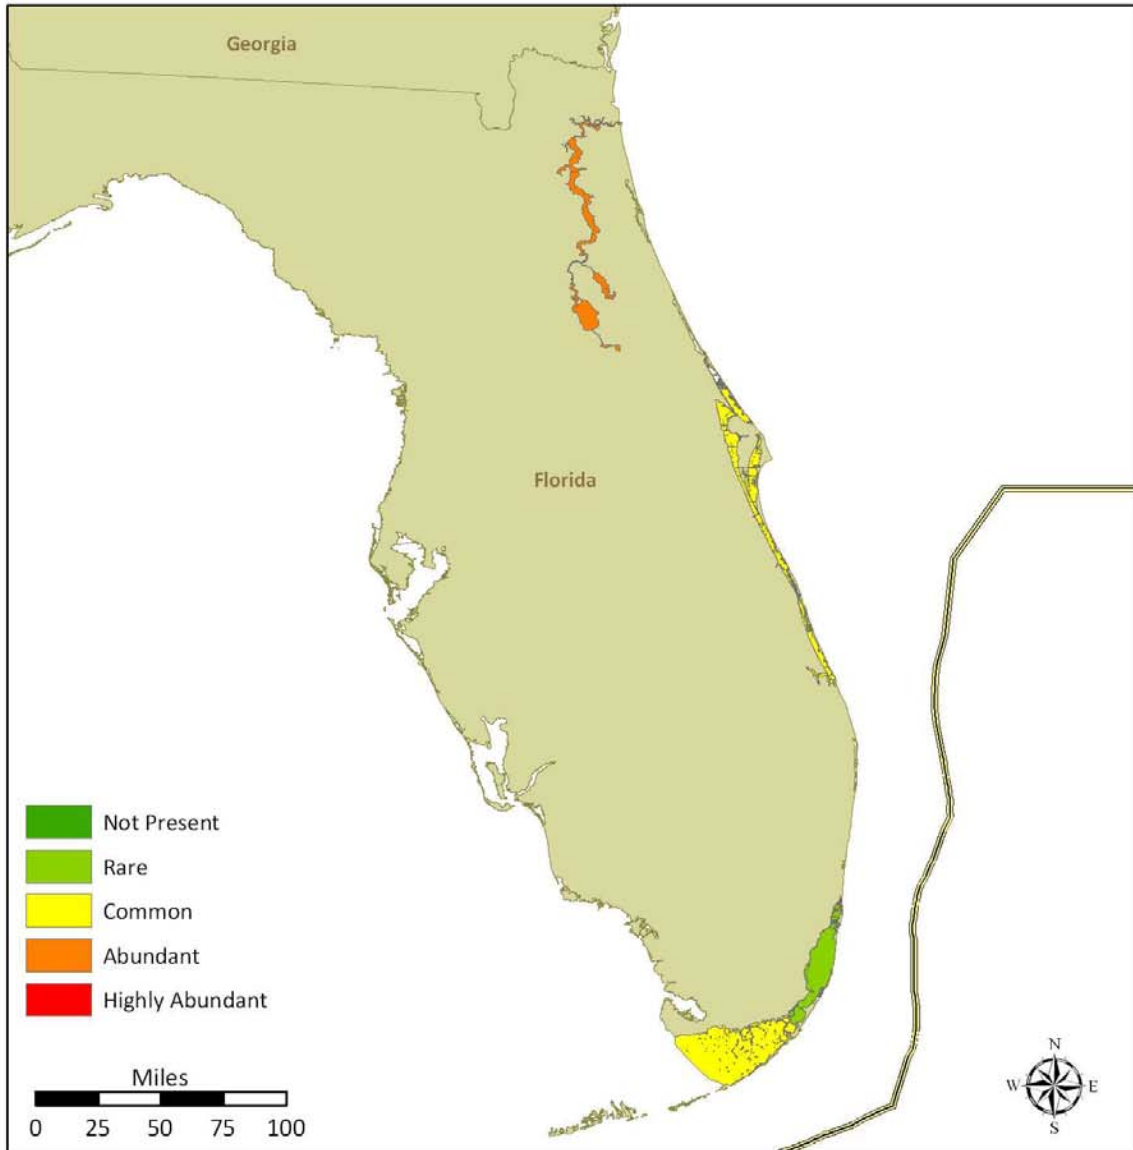 Georgia
Florida
Not Present
Rare
Common
Abundant
Highly Abundant
Miles
0 25 50 75 100
N
W E
S